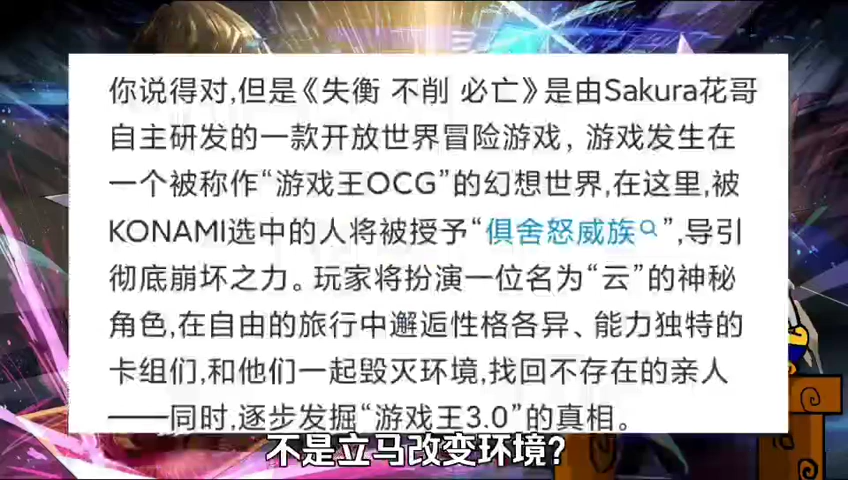 你说得对,但是《失衡 不削 必亡》是由Sakura花哥
自主研发的一款开放世界冒险游戏，游戏发生在
一个被称作“游戏王OCG”的幻想世界,在这里,被
KONAMI选中的人将被授予“俱舍怒威族”,导引
彻底崩坏之力。玩家将扮演一位名为“云”的神秘
角色,在自由的旅行中邂逅性格各异、能力独特的
卡组们,和他们一起毁灭环境,找回不存在的亲人
——同时,逐步发掘“游戏王3.0”的真相。
不是立马改变环境？